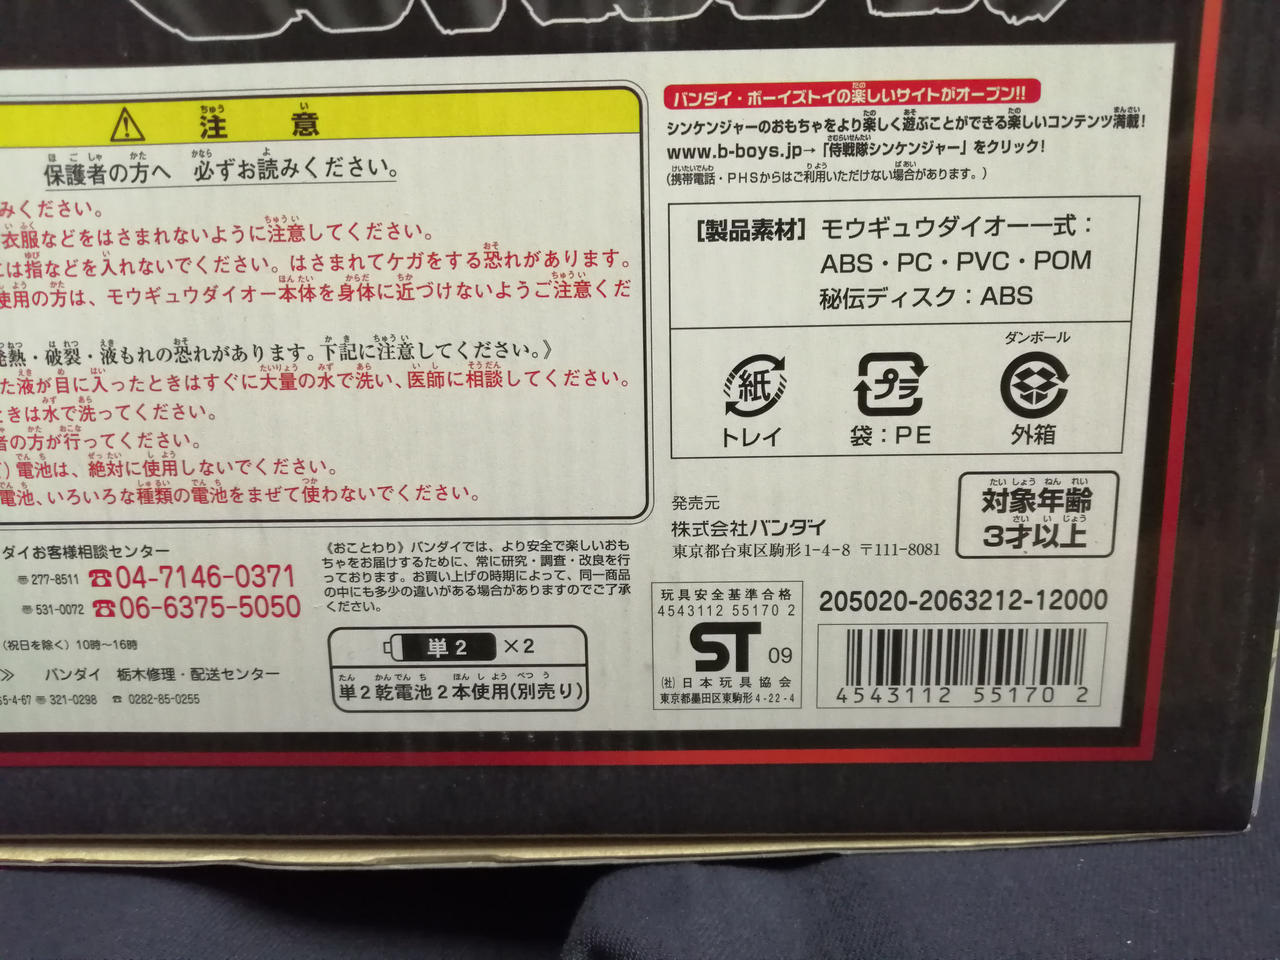 注意
保護者の方へ 必ずお読みください。
みください。
衣服などをはさまれないように注意してください。
には指などを入れないでください。はさまれてケガをする恐れがあります。
使用の方は、モウギュウダイオー本体を身体に近づけないようご注意くだ
発熱・破裂・液もれの恐れがあります。下記に注意してください。》
た液が目に入ったときはすぐに大量の水で洗い、医師に相談してください。
ときは水で洗ってください。
者の方が行ってください。
)電池は、絶対に使用しないでください。
電池、いろいろな種類の電池をまぜて使わないでください。
ダイお客様相談センター
277-8511 ☎04-7146-0371
531-0072 ☎06-6375-5050
(祝日を除く)10時〜16時
≫ バンダイ 栃木修理・配送センター
5-4-67 〠321-0298 ☎ 0282-85-0255
《おことわり》バンダイでは、より安全で楽しいおも
ちゃをお届けするために、常に研究・調査・改良を行
っております。お買い上げの時期によって、同一商品
の中にも多少の違いがある場合がありますのでご了承
ください。
単2 ×2
単2乾電池2本使用(別売り)
バンダイ・ボーイズトイの楽しいサイトがオープン!!
シンケンジャーのおもちゃをより楽しく遊ぶことができる楽しいコンテンツ満載!
www.b-boys.jp→「侍戦隊シンケンジャー」をクリック!
(携帯電話・PHSからはご利用いただけない場合があります。)
[製品素材] モウギュウダイオー一式:
ABS・PC・PVC・POM
秘伝ディスク:ABS
ダンボール
紙 プラ
トレイ 袋:PE 外箱
発売元
株式会社バンダイ
東京都台東区駒形1-4-8 〒111-8081
対象年齢
3才以上
玩具安全基準合格
4543112 55170 2
ST 09
(社)日本玩具協会
東京都墨田区東駒形4-22-4
205020-2063212-12000
4543112 551702